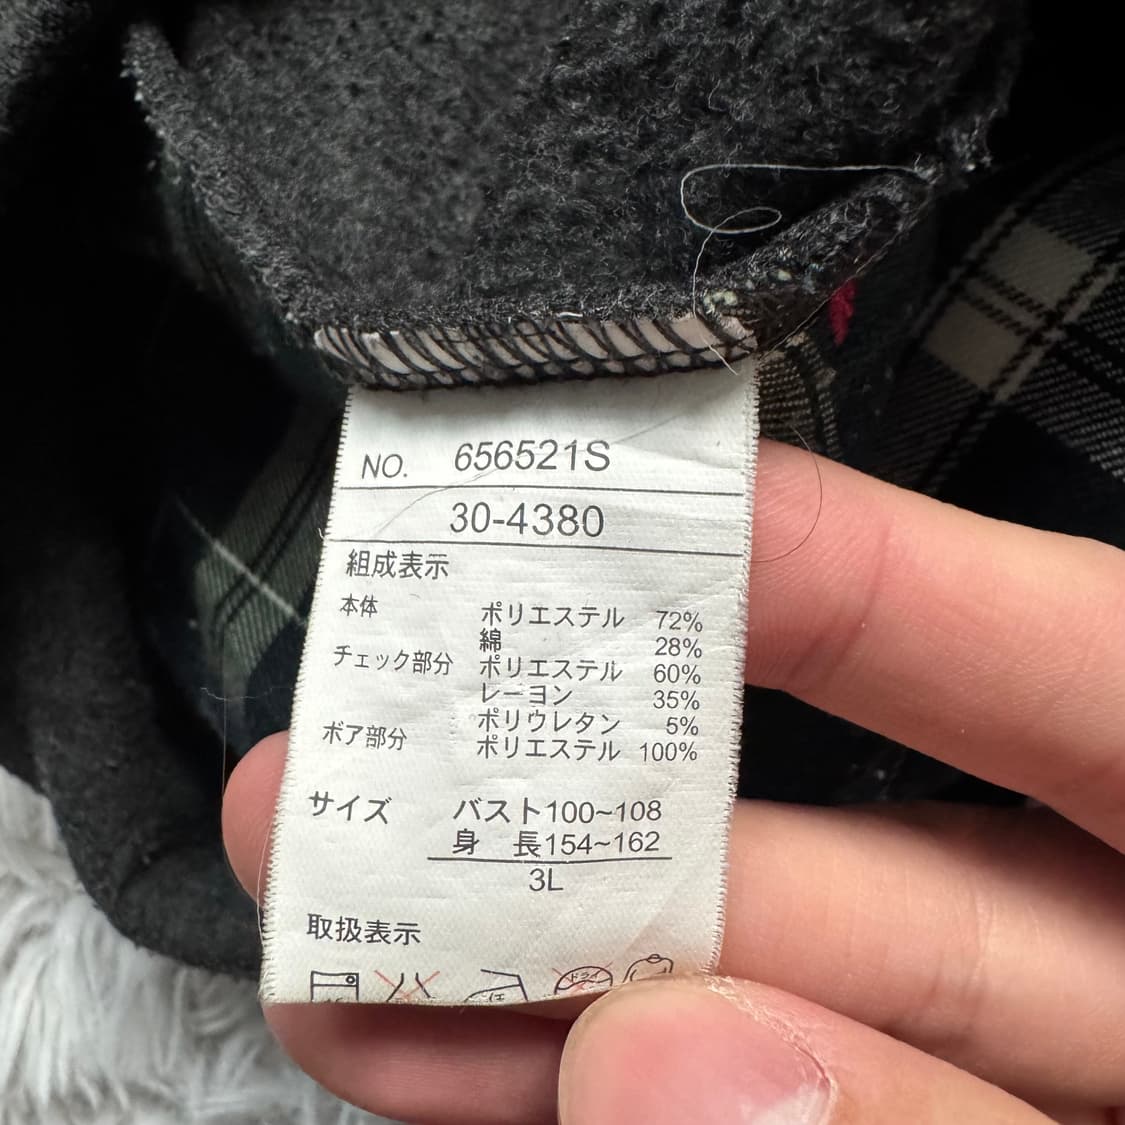 NO. 656521S
30-4380
組成表示
本体 ポリエステル 72%
綿 28%
チェック部分 ポリエステル 60%
レーヨン 35%
ポリウレタン 5%
ボア部分 ポリエステル 100%
サイズ バスト100~108
身 長154~162
3L
取扱表示
ドライ